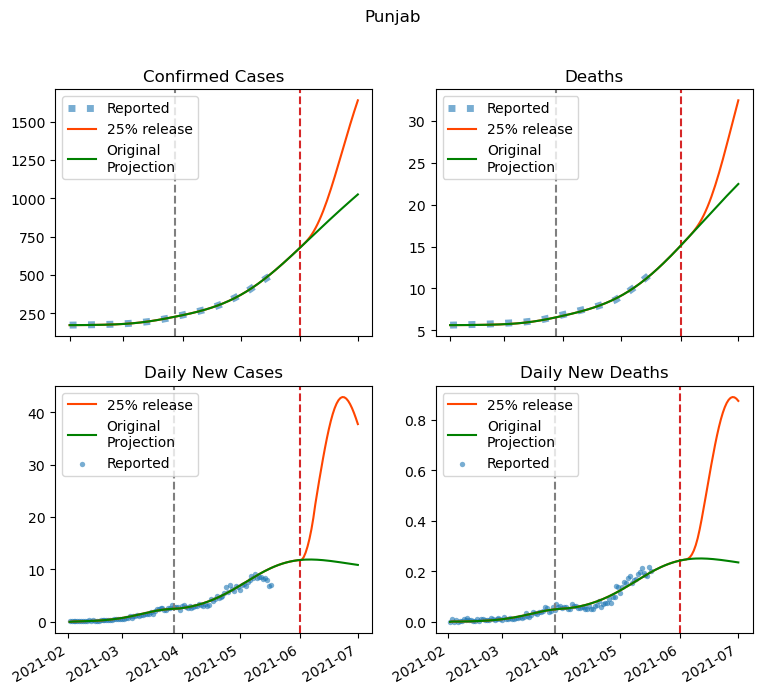 Punjab
Confirmed Cases
Reported
25% release
Original
Projection
1500
1250
1000
750
500
250
Deaths
Reported
25% release
Original
Projection
30
25
20
15
10
5
Daily New Cases
25% release
Original
Projection
Reported
40
30
20
10
0
2021-02
2021-03
2021-04
2021-05
2021-06
2021-07
Daily New Deaths
25% release
Original
Projection
Reported
0.8
0.6
0.4
0.2
0.0
2021-02
2021-03
2021-04
2021-05
2021-06
2021-07